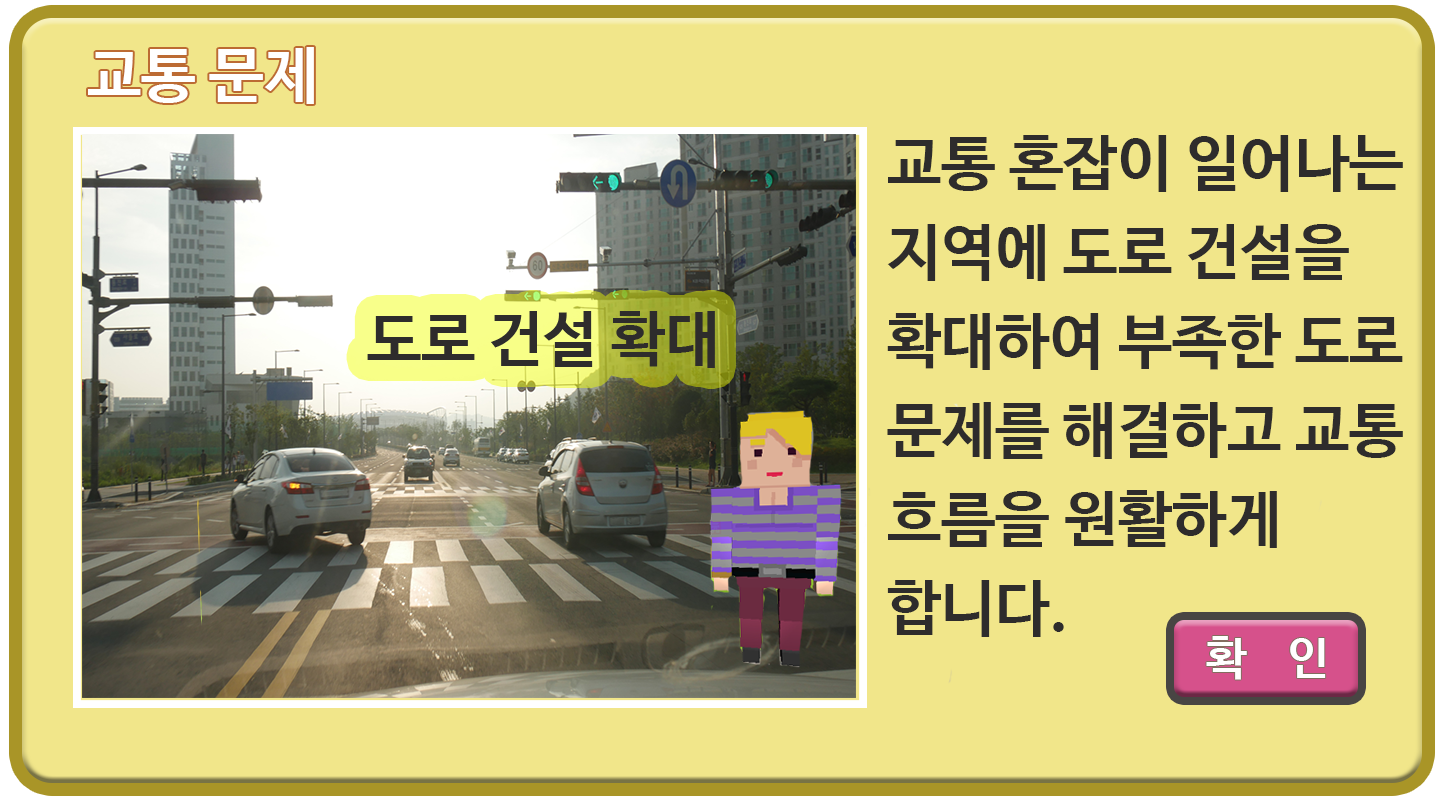 교통 문제
60
도로 건설 확대
교통 혼잡이 일어나는
지역에 도로 건설을
확대하여 부족한 도로
문제를 해결하고 교통
흐름을 원활하게
합니다.
확 인